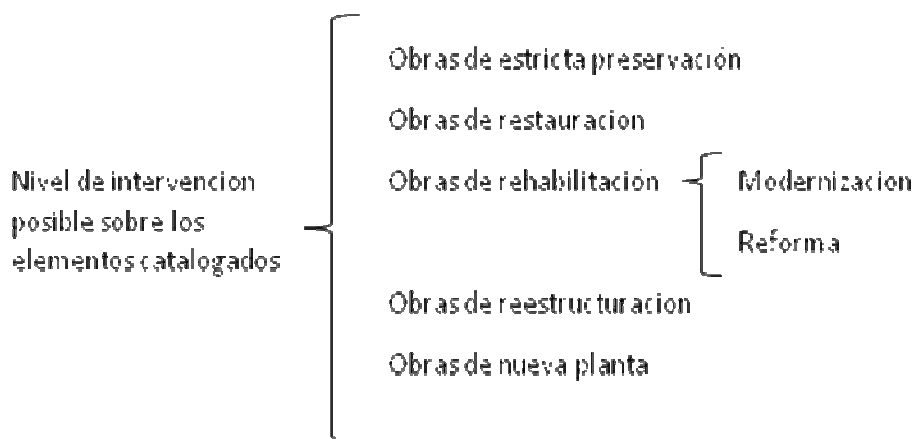 Obras de estricta preservación
Obras de restauracion
Nivel de intervencion
posible sobre los
elementos catalogados
Obras de rehabilitación
Modernizacion
Reforma
Obras de reestructuracion
Obras de nueva planta